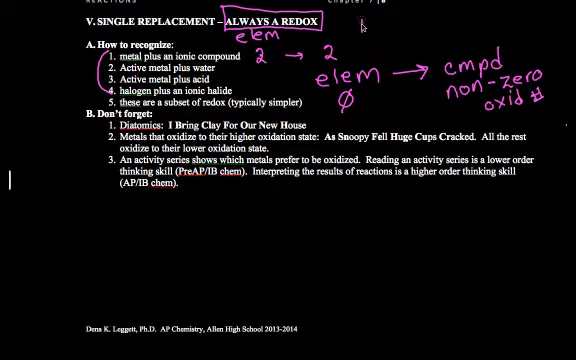 REACTIONS
Chapter 7 | 8
V. SINGLE REPLACEMENT – ALWAYS A REDOX
elem
2 → 2
elem → cmpd
Ø non-zero
oxid #
A. How to recognize:
1. metal plus an ionic compound
2. Active metal plus water
3. Active metal plus acid
4. halogen plus an ionic halide
5. these are a subset of redox (typically simpler)
B. Don't forget:
1. Diatomics: I Bring Clay For Our New House
2. Metals that oxidize to their higher oxidation state: As Snoopy Fell Huge Cups Cracked. All the rest
oxidize to their lower oxidation state.
3. An activity series shows which metals prefer to be oxidized. Reading an activity series is a lower order
thinking skill (PreAP/IB chem). Interpreting the results of reactions is a higher order thinking skill
(AP/IB chem).
Dena K. Leggett, Ph.D. AP Chemistry, Allen High School 2013-2014